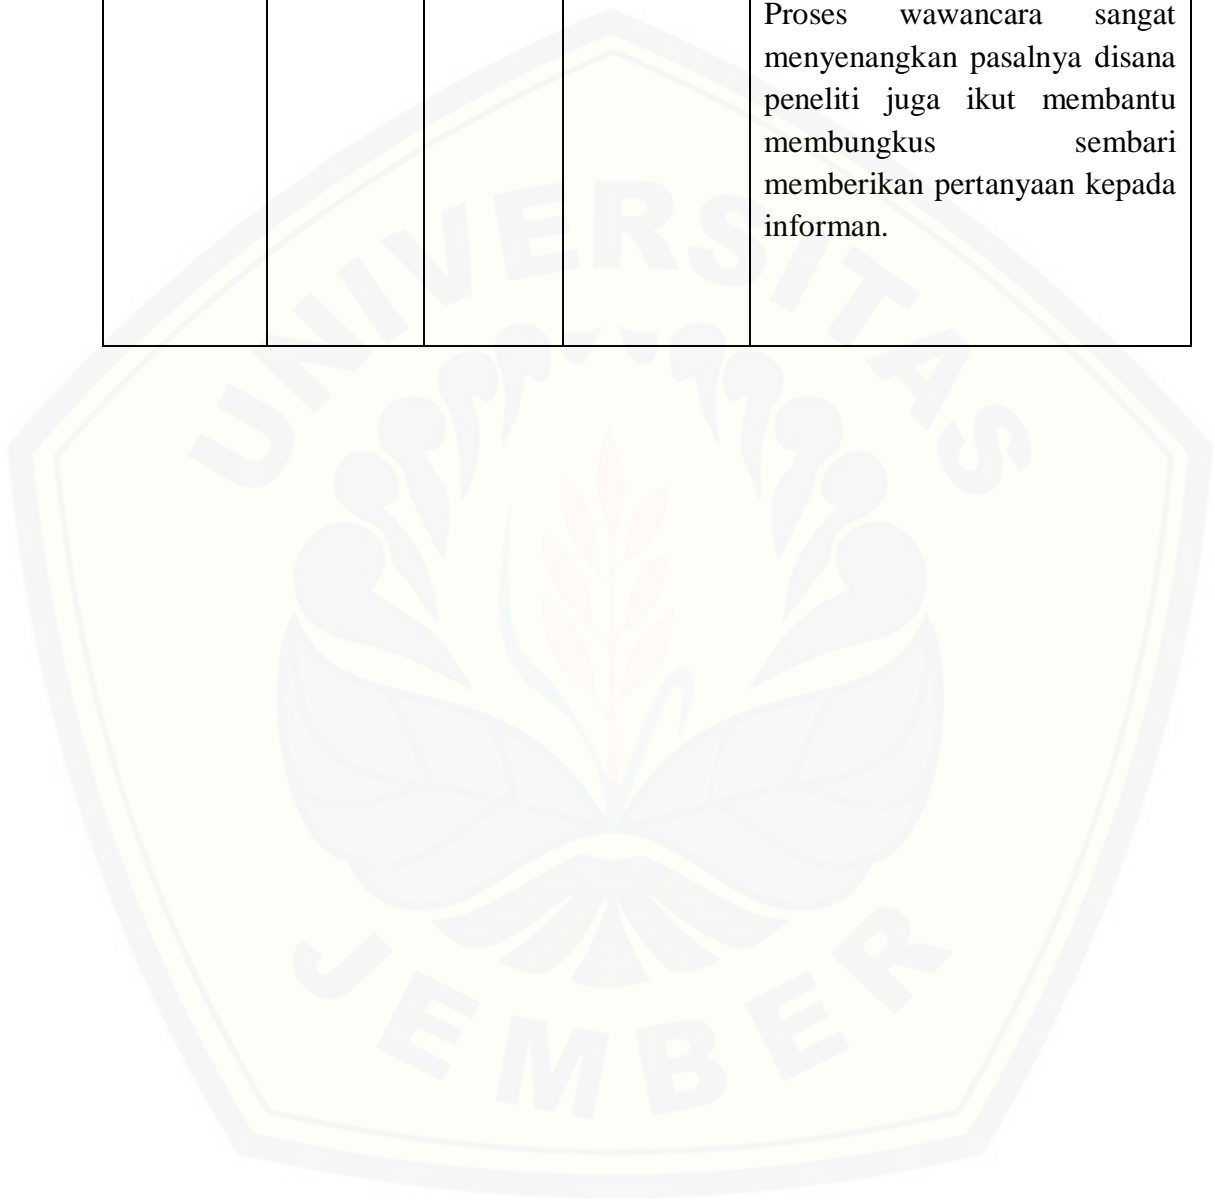 Proses wawancara sangat
menyenangkan pasalnya disana
peneliti juga ikut membantu
membungkus sembari
memberikan pertanyaan kepada
informan.
UNIVERSITAS
JEMBER